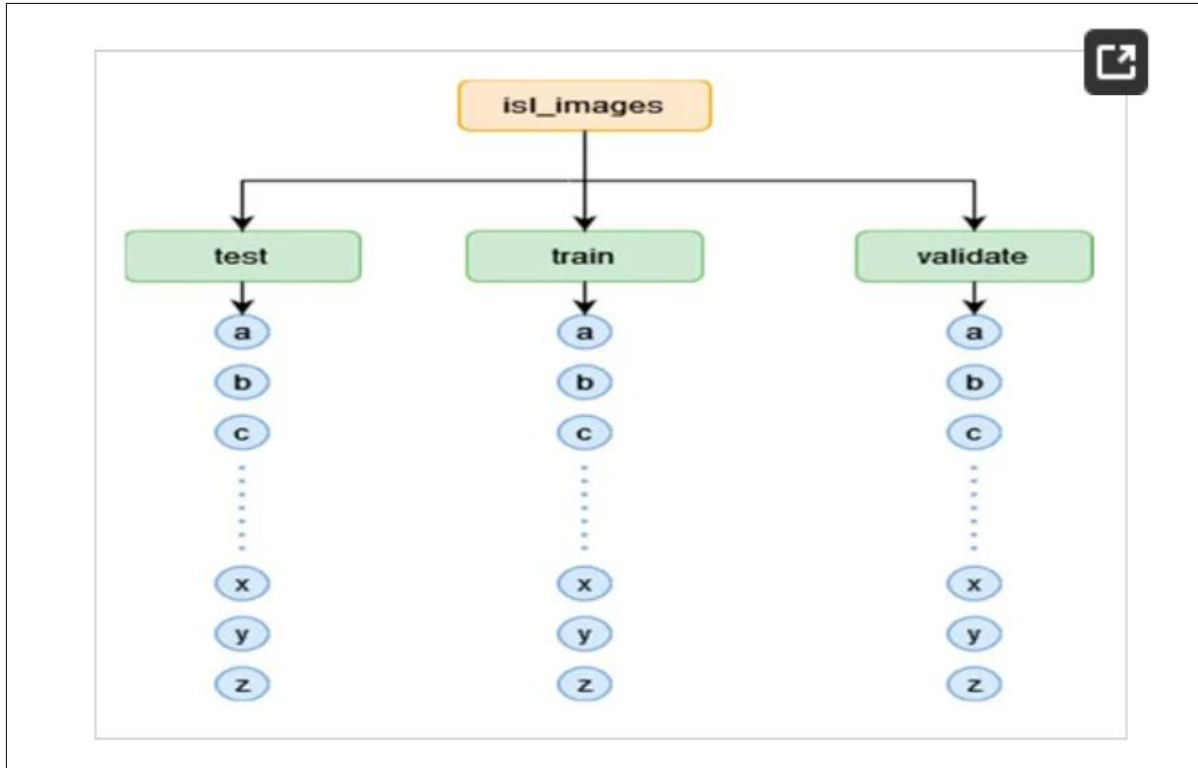 isl_images
test train validate
a a a
b b b
c c c
x x x
y y y
z z z